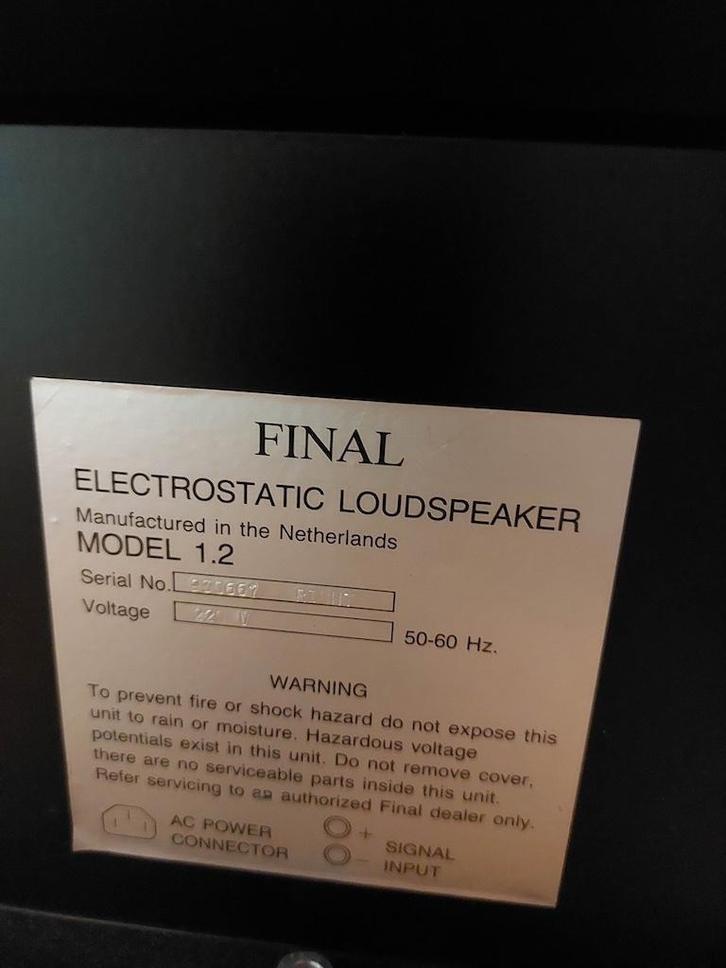 FINAL
ELECTROSTATIC LOUDSPEAKER
Manufactured in the Netherlands
MODEL 1.2
Serial No.
Voltage 50-60 Hz.
WARNING
To prevent fire or shock hazard do not expose this
unit to rain or moisture. Hazardous voltage
potentials exist in this unit. Do not remove cover,
there are no serviceable parts inside this unit.
Refer servicing to an authorized Final dealer only.
AC POWER
CONNECTOR
+
-
SIGNAL
INPUT